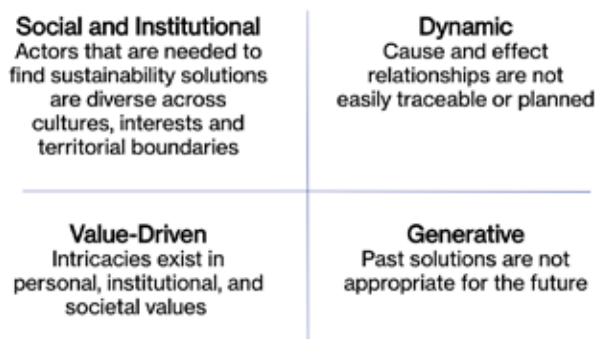 Social and Institutional
Actors that are needed to
find sustainability solutions
are diverse across
cultures, interests and
territorial boundaries
Dynamic
Cause and effect
relationships are not
easily traceable or planned
Value-Driven
Intricacies exist in
personal, institutional, and
societal values
Generative
Past solutions are not
appropriate for the future